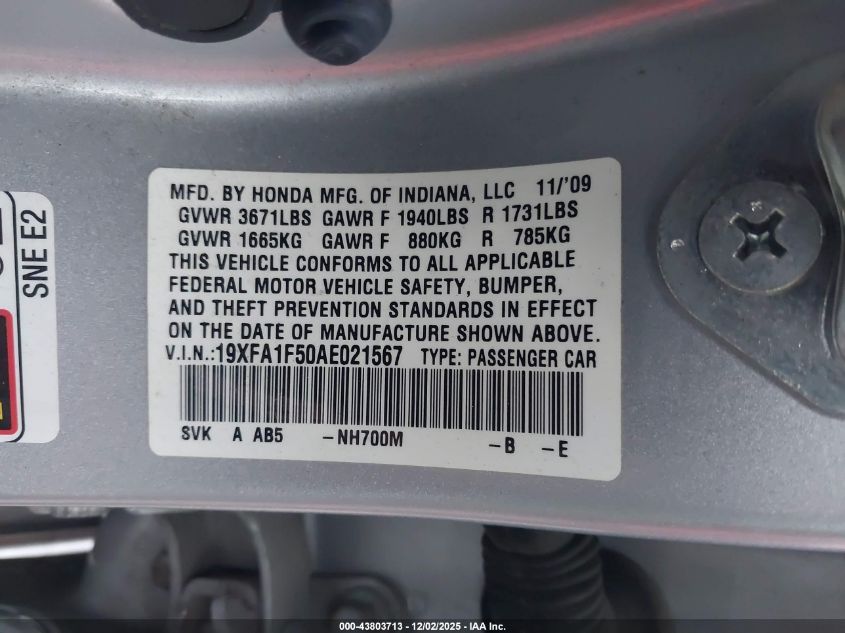 SNE E2
MFD. BY HONDA MFG. OF INDIANA, LLC 11/'09
GVWR 3671LBS GAWR F 1940LBS R 1731LBS
GVWR 1665KG GAWR F 880KG R 785KG
THIS VEHICLE CONFORMS TO ALL APPLICABLE
FEDERAL MOTOR VEHICLE SAFETY, BUMPER,
AND THEFT PREVENTION STANDARDS IN EFFECT
ON THE DATE OF MANUFACTURE SHOWN ABOVE.
V.I.N.:19XFA1F50AE021567 TYPE: PASSENGER CAR
SVK A AB5 -NH700M -B -E
000-43803713 - 12/02/2025 - IAA Inc.